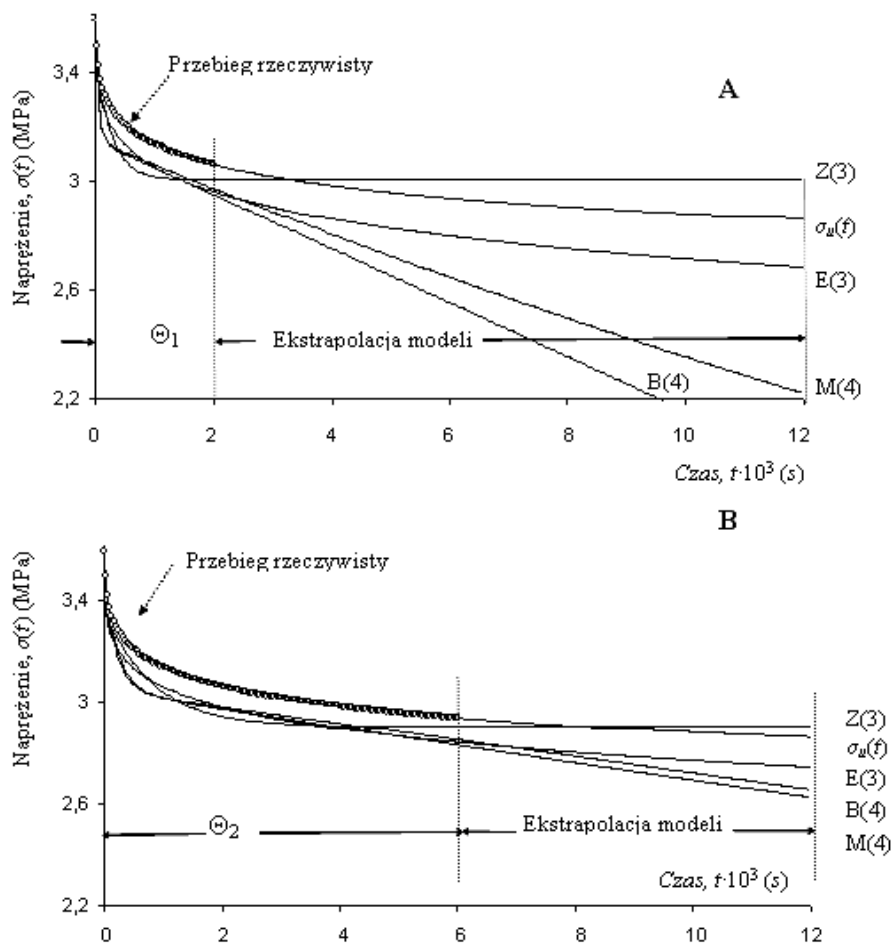 A
Naprężenie, σ(t) (MPa)
3,4
3
2,6
2,2
Przebieg rzeczywisty
Z(3)
σu(t)
E(3)
M(4)
B(4)
Θ1
Ekstrapolacja modeli
0 2 4 6 8 10 12
Czas, t·10³ (s)
B
Naprężenie, σ(t) (MPa)
3,4
3
2,6
2,2
Przebieg rzeczywisty
Z(3)
σu(t)
E(3)
B(4)
M(4)
Θ2
Ekstrapolacja modeli
Czas, t·10³ (s)
0 2 4 6 8 10 12